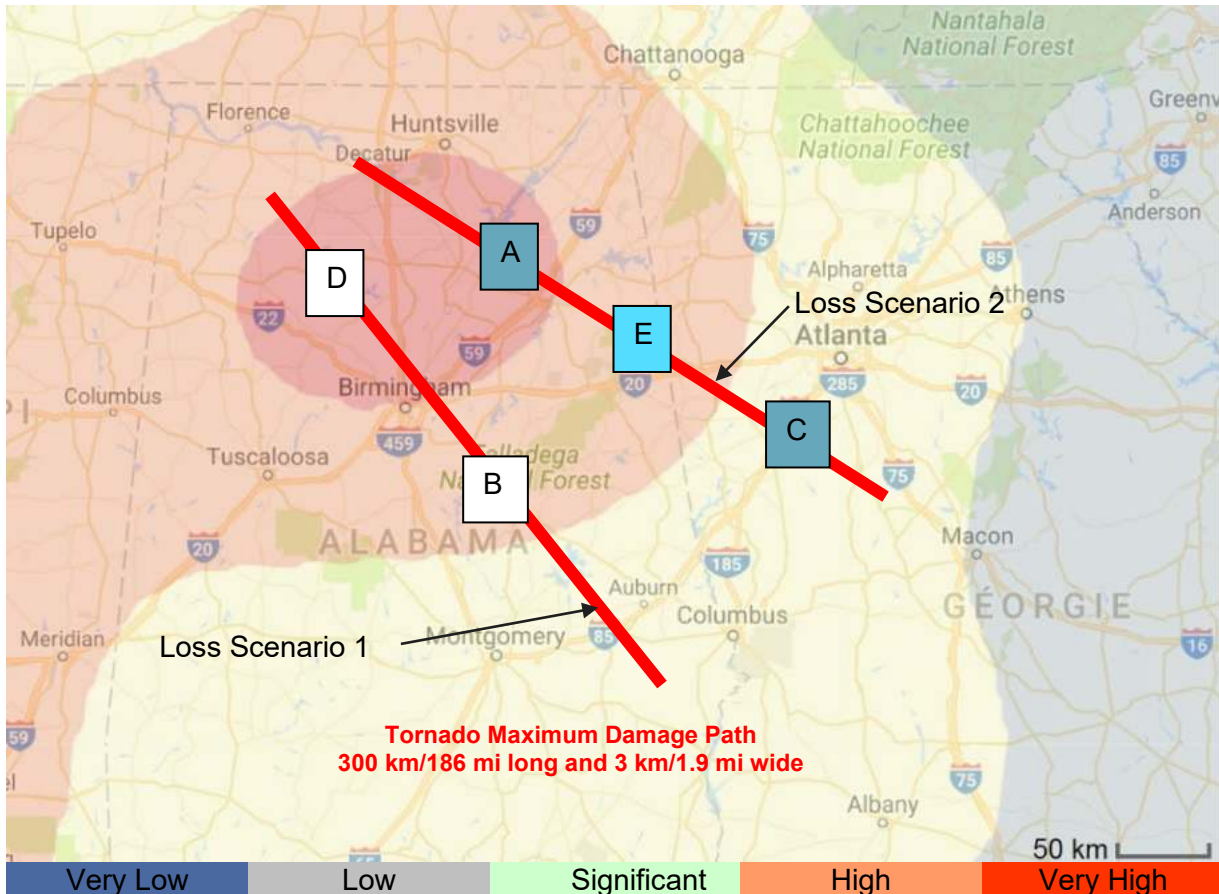 Nantahala
National Forest
Chattanooga
Florence
Huntsville
Greenv
Chattahoochee
National Forest
Decatur
85
59
Anderson
Tupelo
75
A
85
D
Alpharetta
Athens
Loss Scenario 2
22
E
Atlanta
59
20
285
20
Columbus
Birmingham
C
459
Talladega
National Forest
Tuscaloosa
B
75
20
ALABAMA
Macon
185
Auburn
Columbus
GÉORGIE
Meridian
Loss Scenario 1
Montgomery
85
16
59
Tornado Maximum Damage Path
300 km/186 mi long and 3 km/1.9 mi wide
el
75
Albany
50 km
65
Very Low
Low
Significant
High
Very High